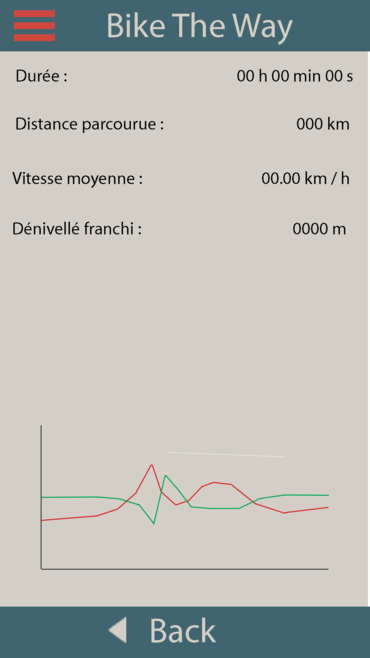 Bike The Way
Durée : 00 h 00 min 00 s
Distance parcourue : 000 km
Vitesse moyenne : 00.00 km / h
Dénivellé franchi : 0000 m
Back